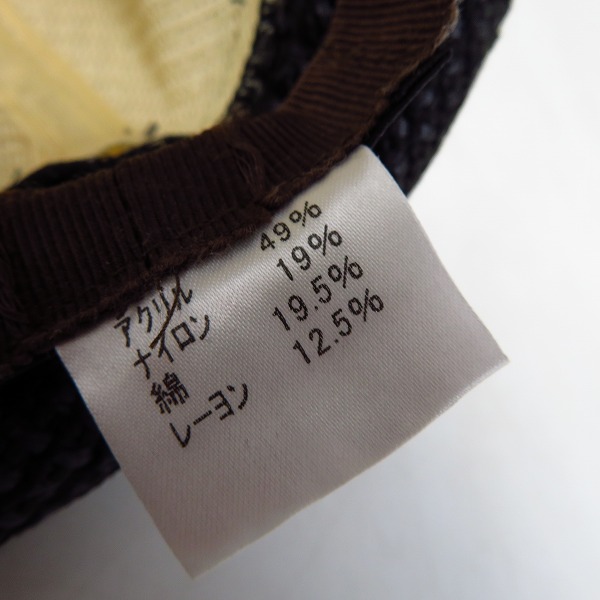 アクリル 49%
ナイロン 19%
綿 19.5%
レーヨン 12.5%